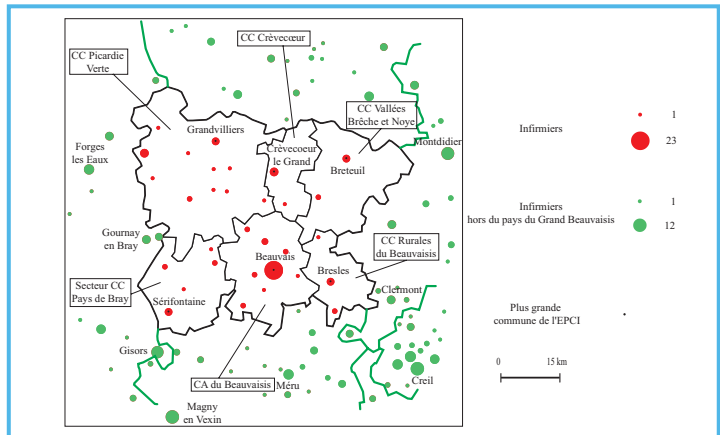 CC Crèvecœur
CC Picardie
Verte
CC Vallées
Brêche et Noye
Grandvilliers
Forges
les Eaux
Crèvecoeur
le Grand
Breteuil
Montdidier
Gournay
en Bray
CC Rurales
du Beauvaisis
Beauvais
Bresles
Secteur CC
Pays de Bray
Clermont
Sérifontaine
Gisors
CA du Beauvaisis
Méru
Creil
Magny
en Vexin
Infirmiers
1
23
Infirmiers
hors du pays du Grand Beauvaisis
1
12
Plus grande
commune de l'EPCI
0 15 km